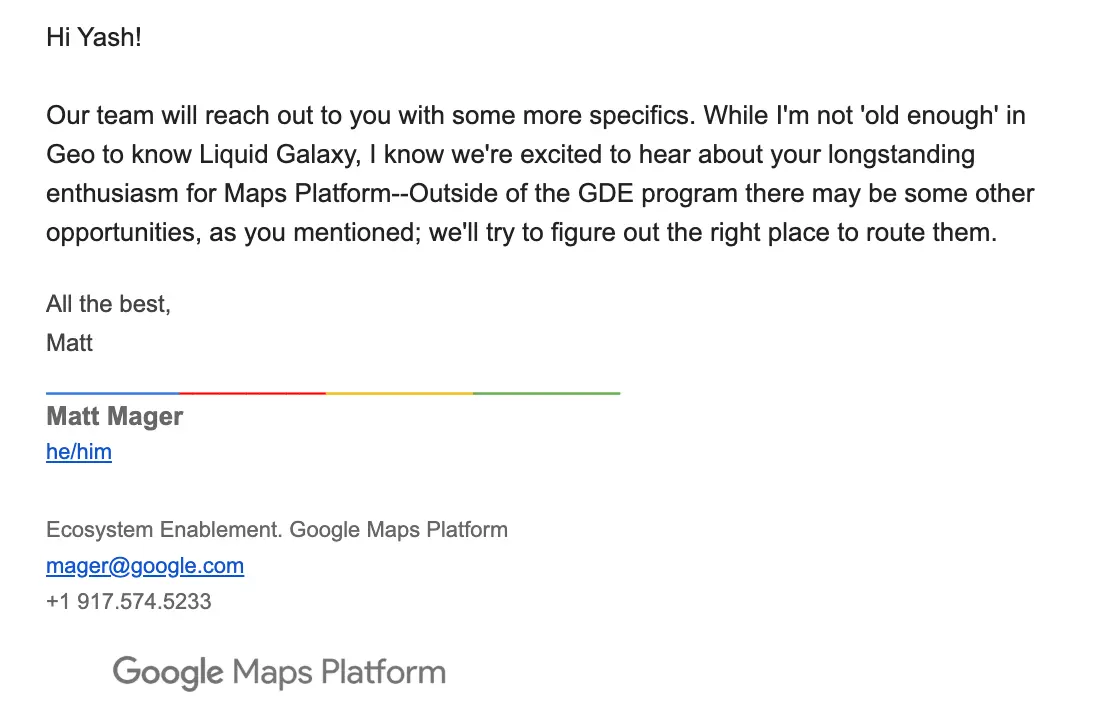 Hi Yash!
Our team will reach out to you with some more specifics. While I'm not 'old enough' in
Geo to know Liquid Galaxy, I know we're excited to hear about your longstanding
enthusiasm for Maps Platform--Outside of the GDE program there may be some other
opportunities, as you mentioned; we'll try to figure out the right place to route them.
All the best,
Matt
Matt Mager
he/him
Ecosystem Enablement. Google Maps Platform
mager@google.com
+1 917.574.5233
Google Maps Platform